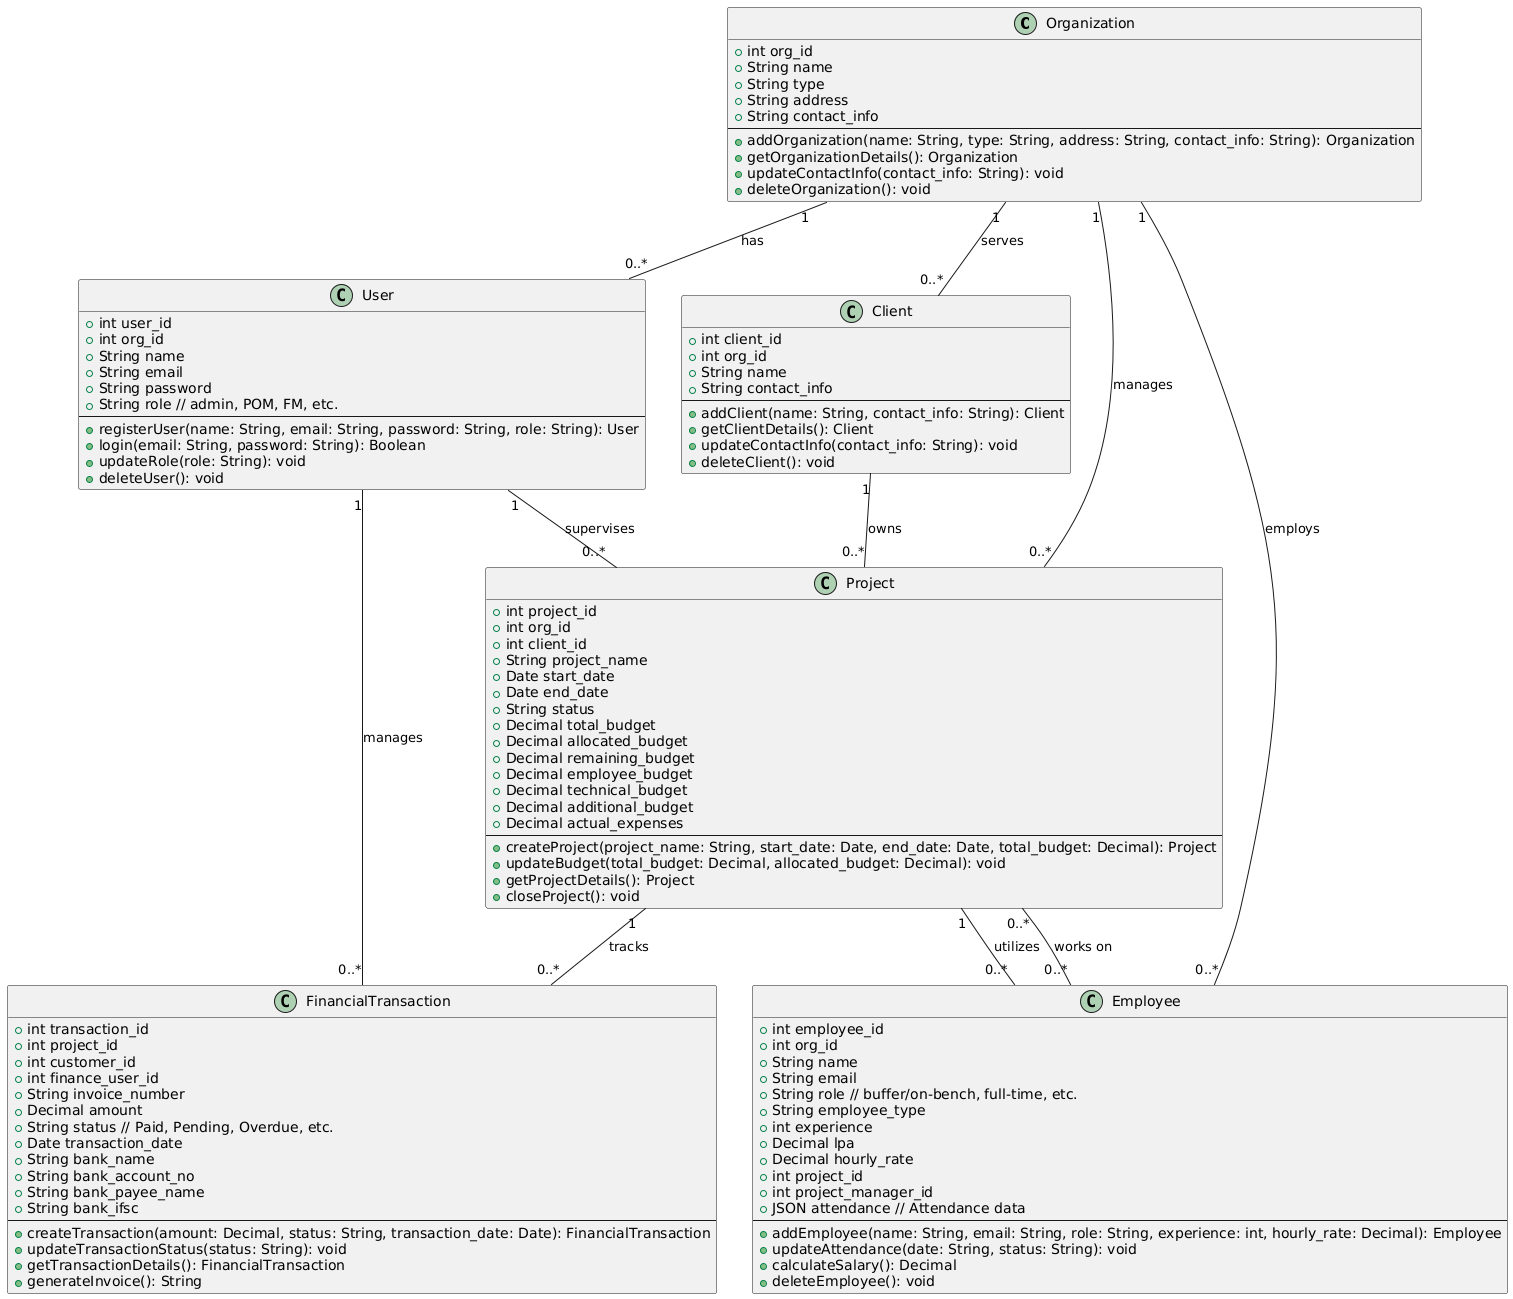 C Organization
int org_id
String name
String type
String address
String contact_info
addOrganization(name: String, type: String, address: String, contact_info: String): Organization
getOrganizationDetails(): Organization
updateContactInfo(contact_info: String): void
deleteOrganization(): void
1
1
1
1
has
serves
0..*
0..*
C User
int user_id
int org_id
String name
String email
String password
String role // admin, POM, FM, etc.
registerUser(name: String, email: String, password: String, role: String): User
login(email: String, password: String): Boolean
updateRole(role: String): void
deleteUser(): void
C Client
int client_id
int org_id
String name
String contact_info
addClient(name: String, contact_info: String): Client
getClientDetails(): Client
updateContactInfo(contact_info: String): void
deleteClient(): void
manages
1
1
1
supervises
owns
employs
0..*
0..*
0..*
C Project
int project_id
int org_id
int client_id
String project_name
Date start_date
Date end_date
String status
Decimal total_budget
Decimal allocated_budget
Decimal remaining_budget
Decimal employee_budget
Decimal technical_budget
Decimal additional_budget
Decimal actual_expenses
createProject(project_name: String, start_date: Date, end_date: Date, total_budget: Decimal): Project
updateBudget(total_budget: Decimal, allocated_budget: Decimal): void
getProjectDetails(): Project
closeProject(): void
manages
1
1
0..*
tracks
utilizes
works on
0..*
0..*
0..*
0..*
0..*
C FinancialTransaction
int transaction_id
int project_id
int customer_id
int finance_user_id
String invoice_number
Decimal amount
String status // Paid, Pending, Overdue, etc.
Date transaction_date
String bank_name
String bank_account_no
String bank_payee_name
String bank_ifsc
createTransaction(amount: Decimal, status: String, transaction_date: Date): FinancialTransaction
updateTransactionStatus(status: String): void
getTransactionDetails(): FinancialTransaction
generateInvoice(): String
C Employee
int employee_id
int org_id
String name
String email
String role // buffer/on-bench, full-time, etc.
String employee_type
int experience
Decimal lpa
Decimal hourly_rate
int project_id
int project_manager_id
JSON attendance // Attendance data
addEmployee(name: String, email: String, role: String, experience: int, hourly_rate: Decimal): Employee
updateAttendance(date: String, status: String): void
calculateSalary(): Decimal
deleteEmployee(): void